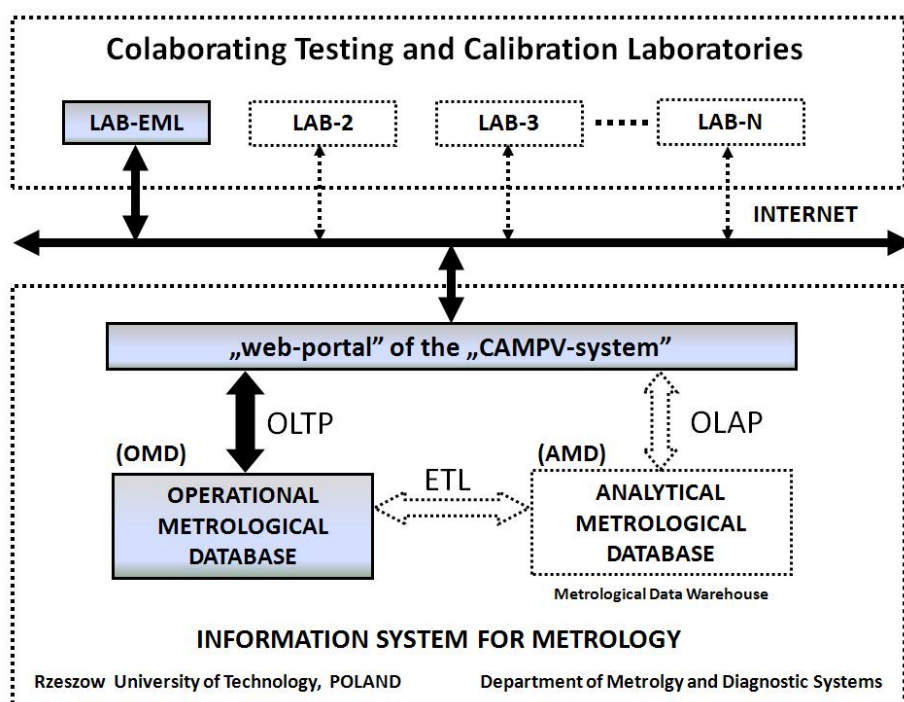 Colaborating Testing and Calibration Laboratories
LAB-EML LAB-2 LAB-3 LAB-N
INTERNET
„web-portal” of the „CAMPV-system”
OLTP OLAP
(OMD) (AMD)
ETL
OPERATIONAL
METROLOGICAL
DATABASE
ANALYTICAL
METROLOGICAL
DATABASE
Metrological Data Warehouse
INFORMATION SYSTEM FOR METROLOGY
Rzeszow University of Technology, POLAND Department of Metrolgy and Diagnostic Systems